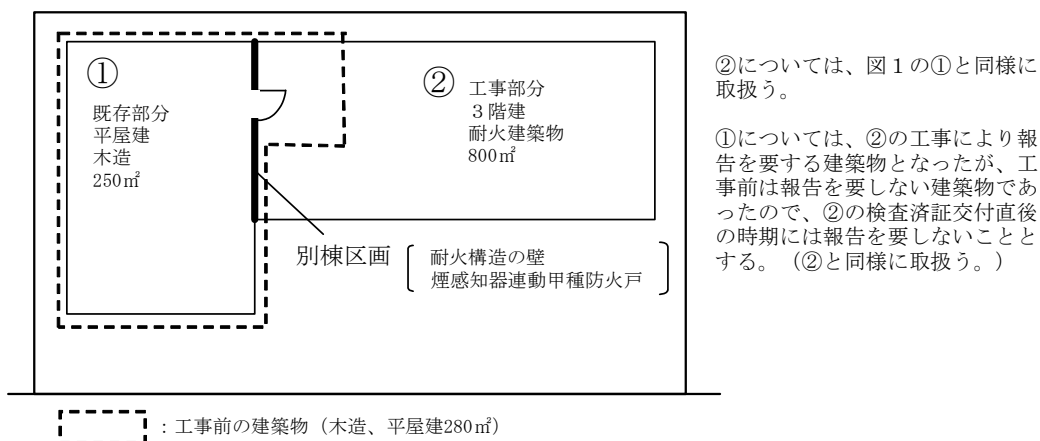 ①
既存部分
平屋建
木造
250㎡
②
工事部分
３階建
耐火建築物
800㎡
別棟区画
耐火構造の壁
煙感知器連動甲種防火戸
②については、図１の①と同様に
取扱う。
①については、②の工事により報
告を要する建築物となったが、工
事前は報告を要しない建築物であ
ったので、②の検査済証交付直後
の時期には報告を要しないことと
する。（②と同様に取扱う。）
：工事前の建築物（木造、平屋建280㎡）